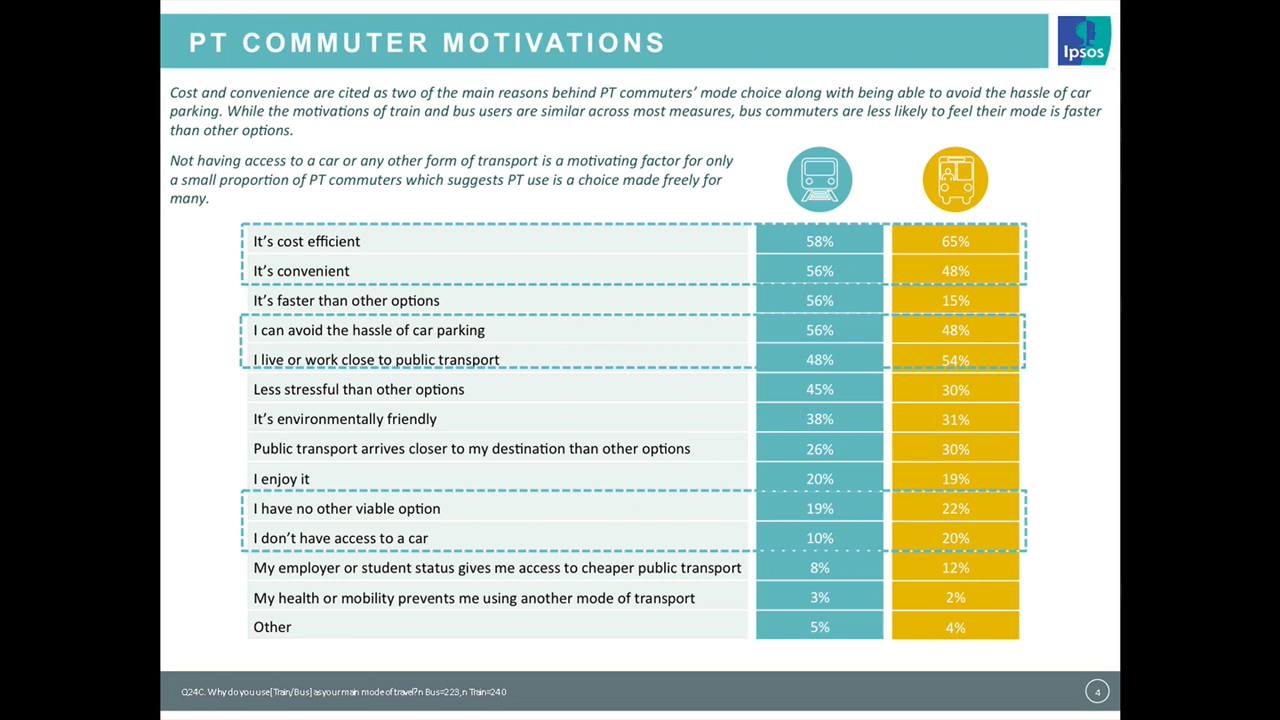 PT COMMUTER MOTIVATIONS
Ipsos
Cost and convenience are cited as two of the main reasons behind PT commuters’ mode choice along with being able to avoid the hassle of car
parking. While the motivations of train and bus users are similar across most measures, bus commuters are less likely to feel their mode is faster
than other options.
Not having access to a car or any other form of transport is a motivating factor for only
a small proportion of PT commuters which suggests PT use is a choice made freely for
many.
It’s cost efficient 58% 65%
It’s convenient 56% 48%
It’s faster than other options 56% 15%
I can avoid the hassle of car parking 56% 48%
I live or work close to public transport 48% 54%
Less stressful than other options 45% 30%
It’s environmentally friendly 38% 31%
Public transport arrives closer to my destination than other options 26% 30%
I enjoy it 20% 19%
I have no other viable option 19% 22%
I don’t have access to a car 10% 20%
My employer or student status gives me access to cheaper public transport 8% 12%
My health or mobility prevents me using another mode of transport 3% 2%
Other 5% 4%
Q24C. Why do you use [Train/Bus] as your main mode of travel? n Bus=223, n Train=240
4